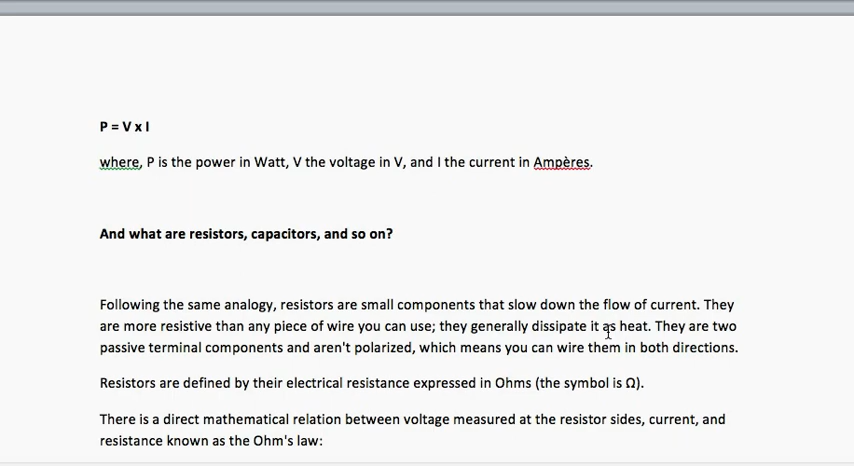 P = V x I
where, P is the power in Watt, V the voltage in V, and I the current in Ampères.
And what are resistors, capacitors, and so on?
Following the same analogy, resistors are small components that slow down the flow of current. They
are more resistive than any piece of wire you can use; they generally dissipate it as heat. They are two
passive terminal components and aren't polarized, which means you can wire them in both directions.
Resistors are defined by their electrical resistance expressed in Ohms (the symbol is Ω).
There is a direct mathematical relation between voltage measured at the resistor sides, current, and
resistance known as the Ohm's law: